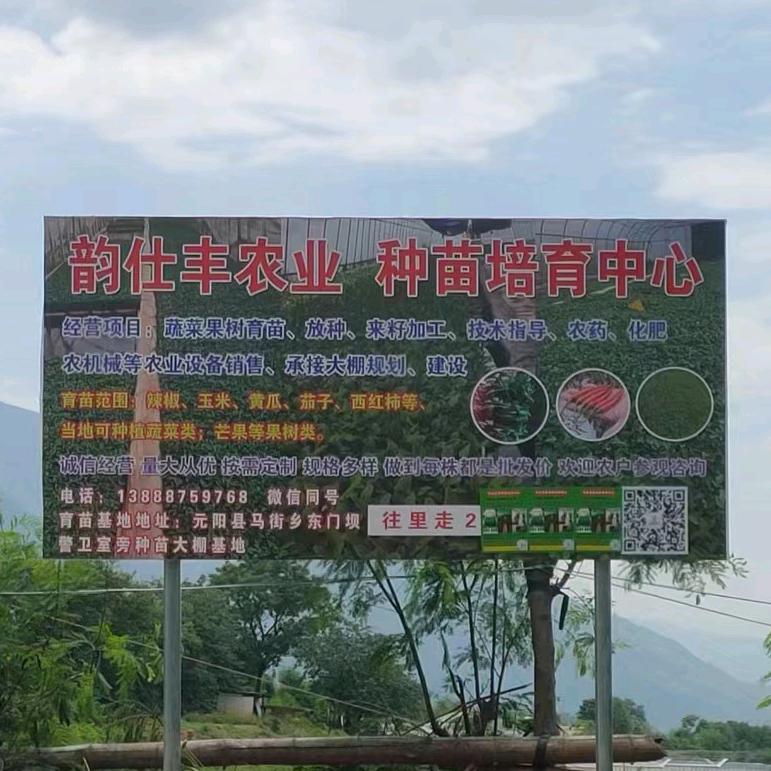 韵仕丰农业 种苗培育中心
经营项目：蔬菜果树育苗、放种、来籽加工、技术指导、农药、化肥
农机械等农业设备销售、承接大棚规划、建设
育苗范围：辣椒、玉米、黄瓜、茄子、西红柿等、
当地可种植蔬菜类；芒果等果树类。
诚信经营 量大从优 按需定制 规格多样 做到每株都是批发价 欢迎农户参观咨询
电话：13888759768 微信同号
育苗基地地址：元阳县马街乡东门坝
警卫室旁种苗大棚基地
往里走2